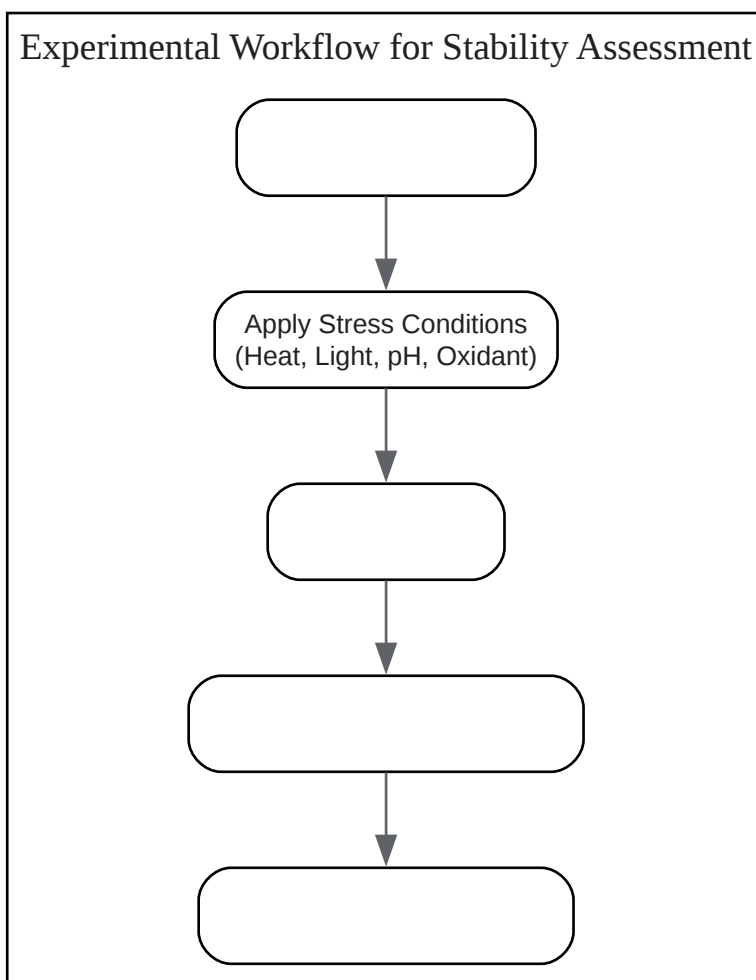 Experimental Workflow for Stability Assessment
Apply Stress Conditions
(Heat, Light, pH, Oxidant)